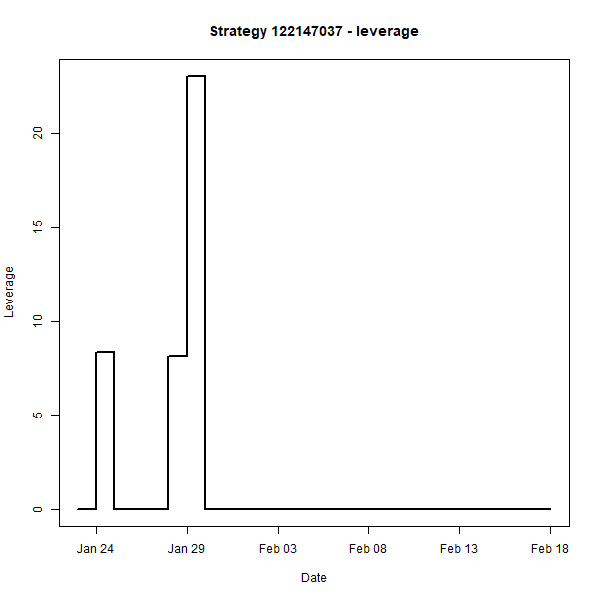 Strategy 122147037 - leverage
Leverage
20
15
10
5
0
Jan 24 Jan 29 Feb 03 Feb 08 Feb 13 Feb 18
Date